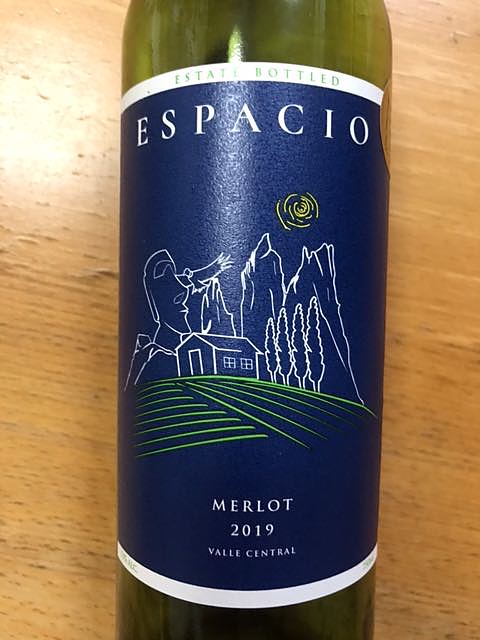 ESTATE BOTTLED
ESPACIO
MERLOT
2019
VALLE CENTRAL